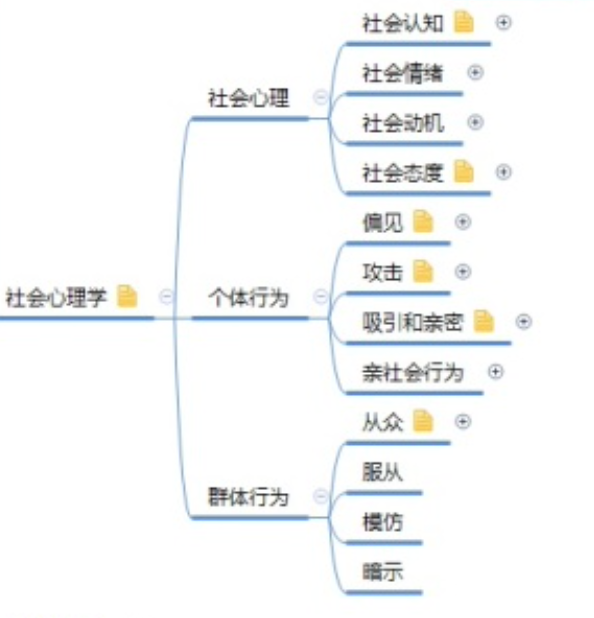 社会认知
社会情绪
社会心理
社会动机
社会态度
偏见
攻击
社会心理学
个体行为
吸引和亲密
亲社会行为
从众
服从
群体行为
模仿
暗示